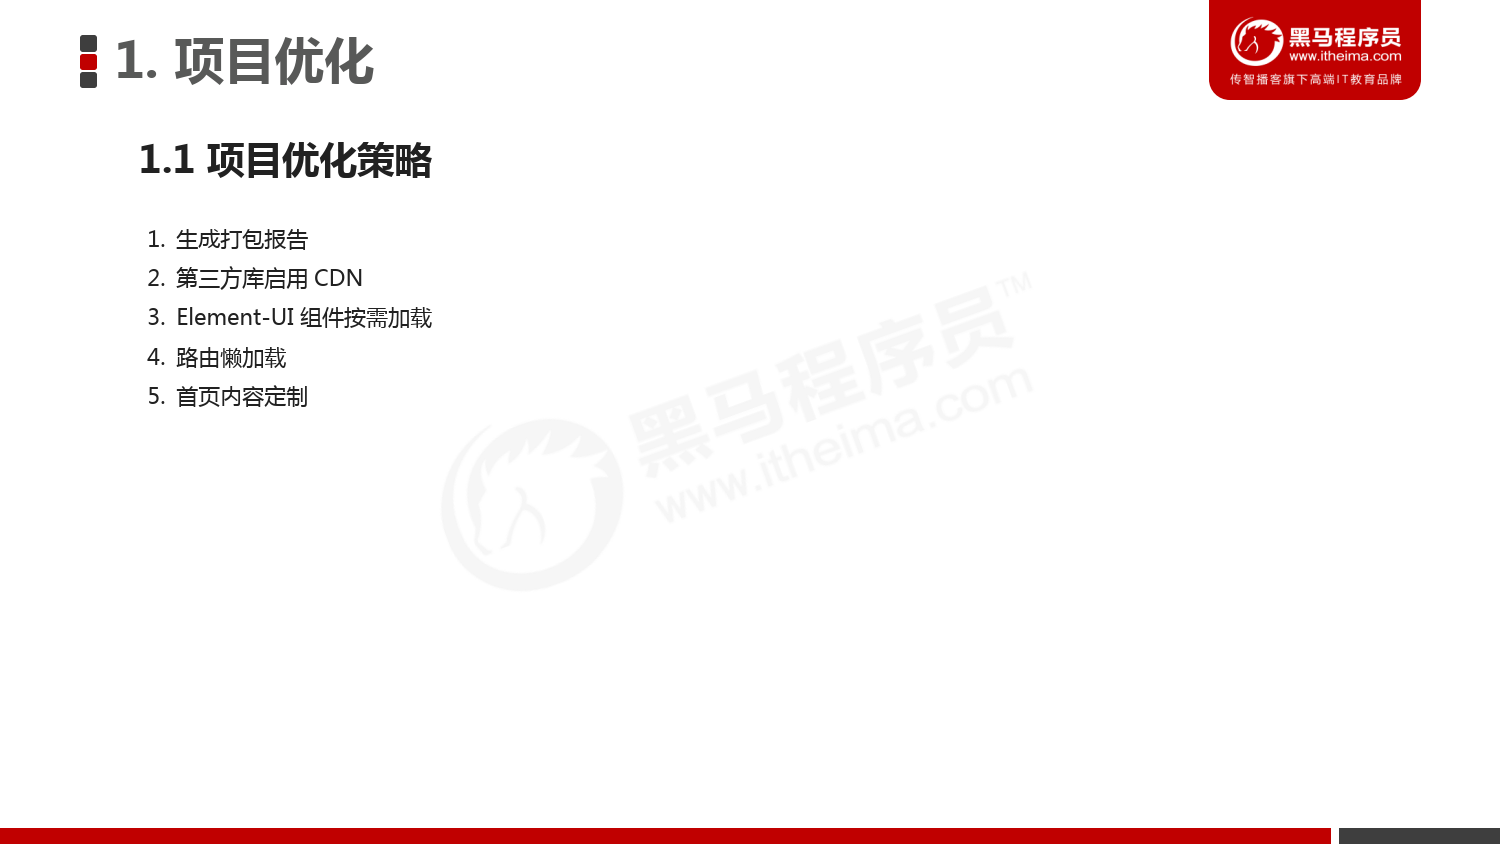 1. 项目优化
黑马程序员
www.itheima.com
传智播客旗下高端IT教育品牌
1.1 项目优化策略
1. 生成打包报告
2. 第三方库启用 CDN
3. Element-UI 组件按需加载
4. 路由懒加载
5. 首页内容定制
黑马程序员™
www.itheima.com